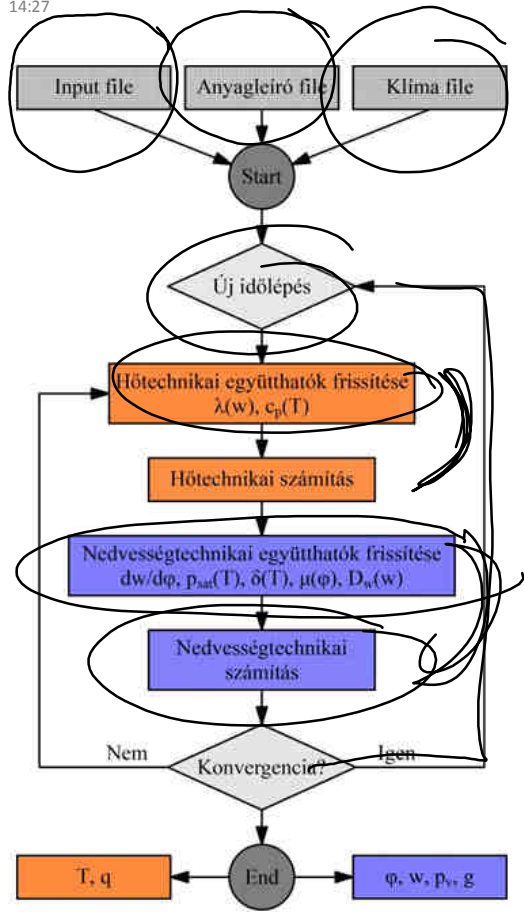 14:27
Input file
Anyagleíró file
Klíma file
Start
Új időlépés
Hőtechnikai együtthatók frissítése
λ(w), cp(T)
Hőtechnikai számítás
Nedvességtechnikai együtthatók frissítése
dw/dφ, psat(T), δ(T), μ(φ), Dw(w)
Nedvességtechnikai
számítás
Nem
Konvergencia?
Igen
T, q
End
φ, w, pv, g